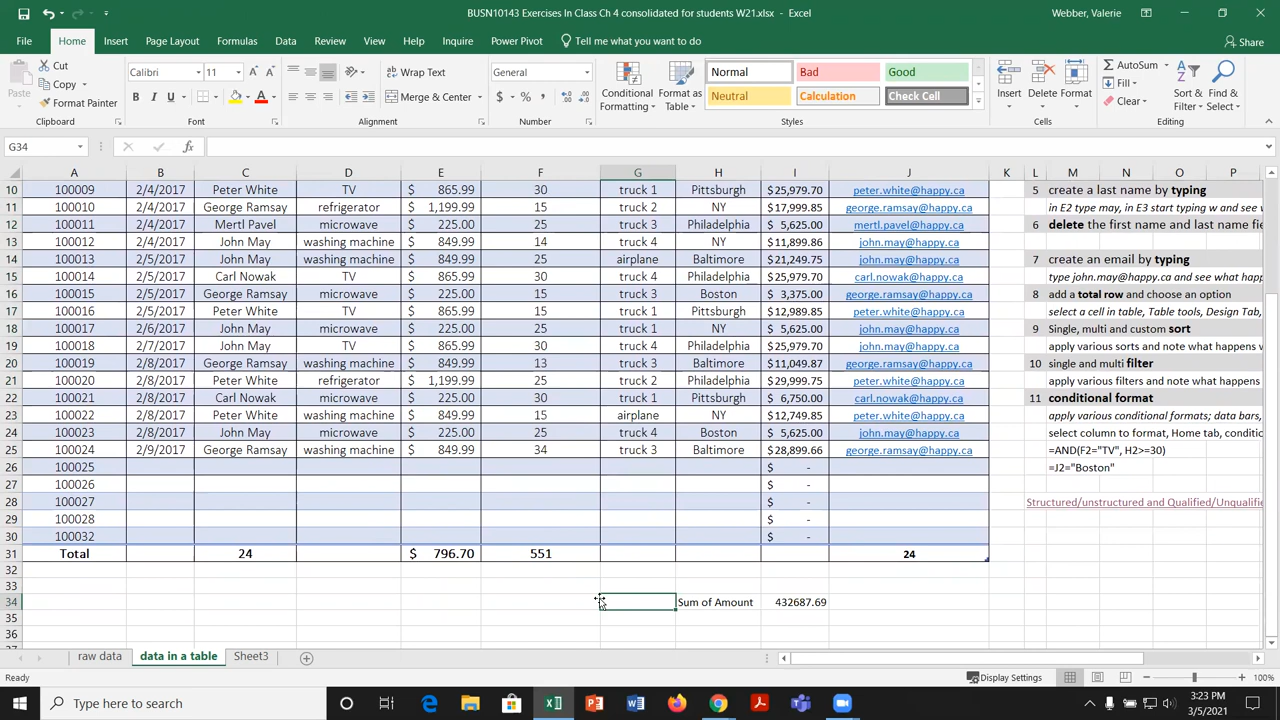 BUSN10143 Exercises In Class Ch 4 consolidated for students W21.xlsx - Excel
Webber, Valerie
File Home Insert Page Layout Formulas Data Review View Help Inquire Power Pivot Tell me what you want to do Share
Paste Cut Copy Format Painter
Calibri 11 B I U A
Wrap Text Merge & Center
General $ % ,
Conditional Formatting Format as Table
Normal Bad Good
Neutral Calculation Check Cell
Insert Delete Format
AutoSum Fill Clear
Sort & Filter Find & Select
Clipboard Font Alignment Number Styles Cells Editing
G34 fx
A B C D E F G H I J K L M N O P
10 100009 2/4/2017 Peter White TV $ 865.99 30 truck 1 Pittsburgh $ 25,979.70 peter.white@happy.ca 5 create a last name by typing
11 100010 2/4/2017 George Ramsay refrigerator $ 1,199.99 15 truck 2 NY $ 17,999.85 george.ramsay@happy.ca in E2 type may, in E3 start typing w and see
12 100011 2/4/2017 Mertl Pavel microwave $ 225.00 25 truck 3 Philadelphia $ 5,625.00 mertl.pavel@happy.ca 6 delete the first name and last name fie
13 100012 2/4/2017 John May washing machine $ 849.99 14 truck 4 NY $ 11,899.86 john.may@happy.ca
14 100013 2/5/2017 John May washing machine $ 849.99 25 airplane Baltimore $ 21,249.75 john.may@happy.ca 7 create an email by typing
15 100014 2/5/2017 Carl Nowak TV $ 865.99 30 truck 4 Philadelphia $ 25,979.70 carl.nowak@happy.ca type john.may@happy.ca and see what hap
16 100015 2/5/2017 George Ramsay microwave $ 225.00 15 truck 3 Boston $ 3,375.00 george.ramsay@happy.ca 8 add a total row and choose an option
17 100016 2/5/2017 Peter White TV $ 865.99 15 truck 1 Pittsburgh $ 12,989.85 peter.white@happy.ca select a cell in table, Table tools, Design Tab,
18 100017 2/6/2017 John May microwave $ 225.00 25 truck 1 NY $ 5,625.00 john.may@happy.ca 9 Single, multi and custom sort
19 100018 2/7/2017 John May TV $ 865.99 30 truck 4 Pittsburgh $ 25,979.70 john.may@happy.ca apply various sorts and note what happens
20 100019 2/8/2017 George Ramsay washing machine $ 849.99 13 truck 3 Baltimore $ 11,049.87 george.ramsay@happy.ca 10 single and multi filter
21 100020 2/8/2017 Peter White refrigerator $ 1,199.99 25 truck 2 Philadelphia $ 29,999.75 peter.white@happy.ca apply various filters and note what happens
22 100021 2/8/2017 Carl Nowak microwave $ 225.00 30 truck 1 Pittsburgh $ 6,750.00 carl.nowak@happy.ca 11 conditional format
23 100022 2/8/2017 Peter White washing machine $ 849.99 15 airplane NY $ 12,749.85 peter.white@happy.ca apply various conditional formats; data bars,
24 100023 2/8/2017 John May microwave $ 225.00 25 truck 4 Boston $ 5,625.00 john.may@happy.ca select column to format, Home tab, conditio
25 100024 2/9/2017 George Ramsay washing machine $ 849.99 34 truck 3 Baltimore $ 28,899.66 george.ramsay@happy.ca =AND(F2="TV", H2>=30)
26 100025 $ - =J2="Boston"
27 100026 $ -
28 100027 $ - Structured/unstructured and Qualified/Unqualifie
29 100028 $ -
30 100032 $ -
31 Total 24 $ 796.70 551 24
32
33
34 Sum of Amount 432687.69
35
36
37
raw data data in a table Sheet3
Ready Display Settings 100%
Type here to search 3:23 PM
3/5/2021